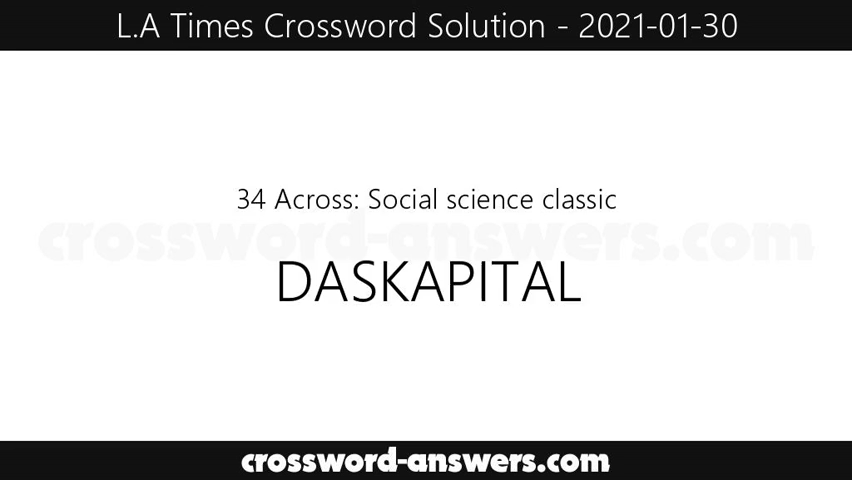 L.A Times Crossword Solution - 2021-01-30
34 Across: Social science classic
crossword-answers.com
DASKAPITAL
crossword-answers.com